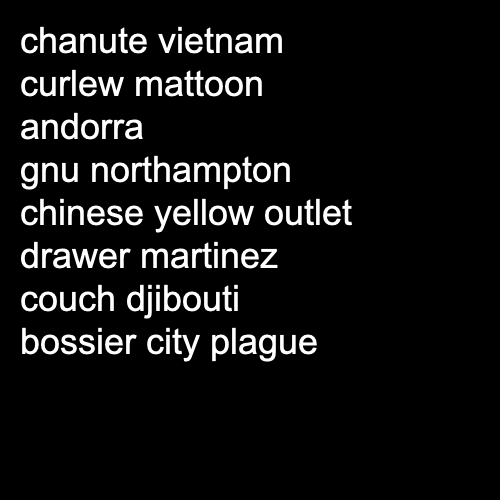 chanute vietnam
curlew mattoon
andorra
gnu northampton
chinese yellow outlet
drawer martinez
couch djibouti
bossier city plague